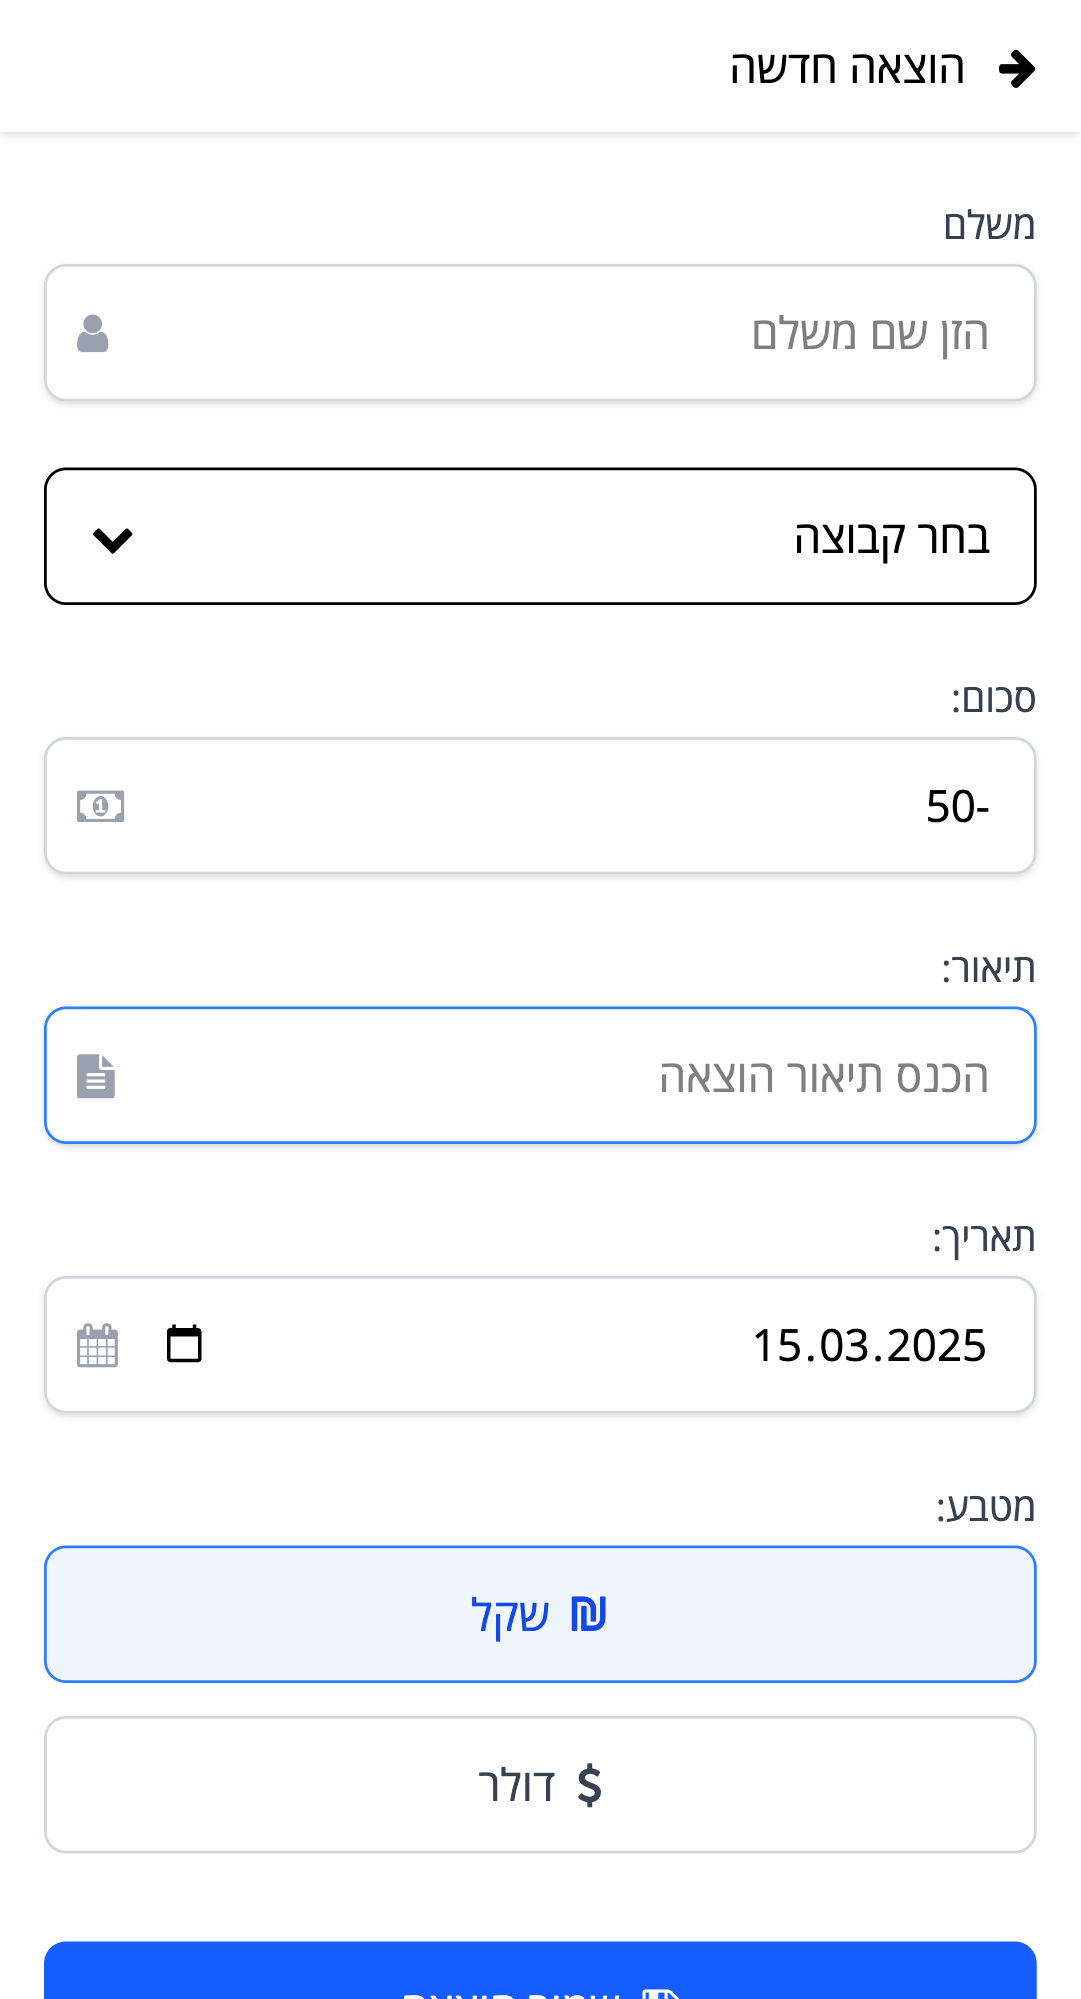 הוצאה חדשה
משלם
הזן שם משלם
בחר קבוצה
סכום:
50-
תיאור:
הכנס תיאור הוצאה
תאריך:
15.03.2025
מטבע:
₪ שקל
$ דולר